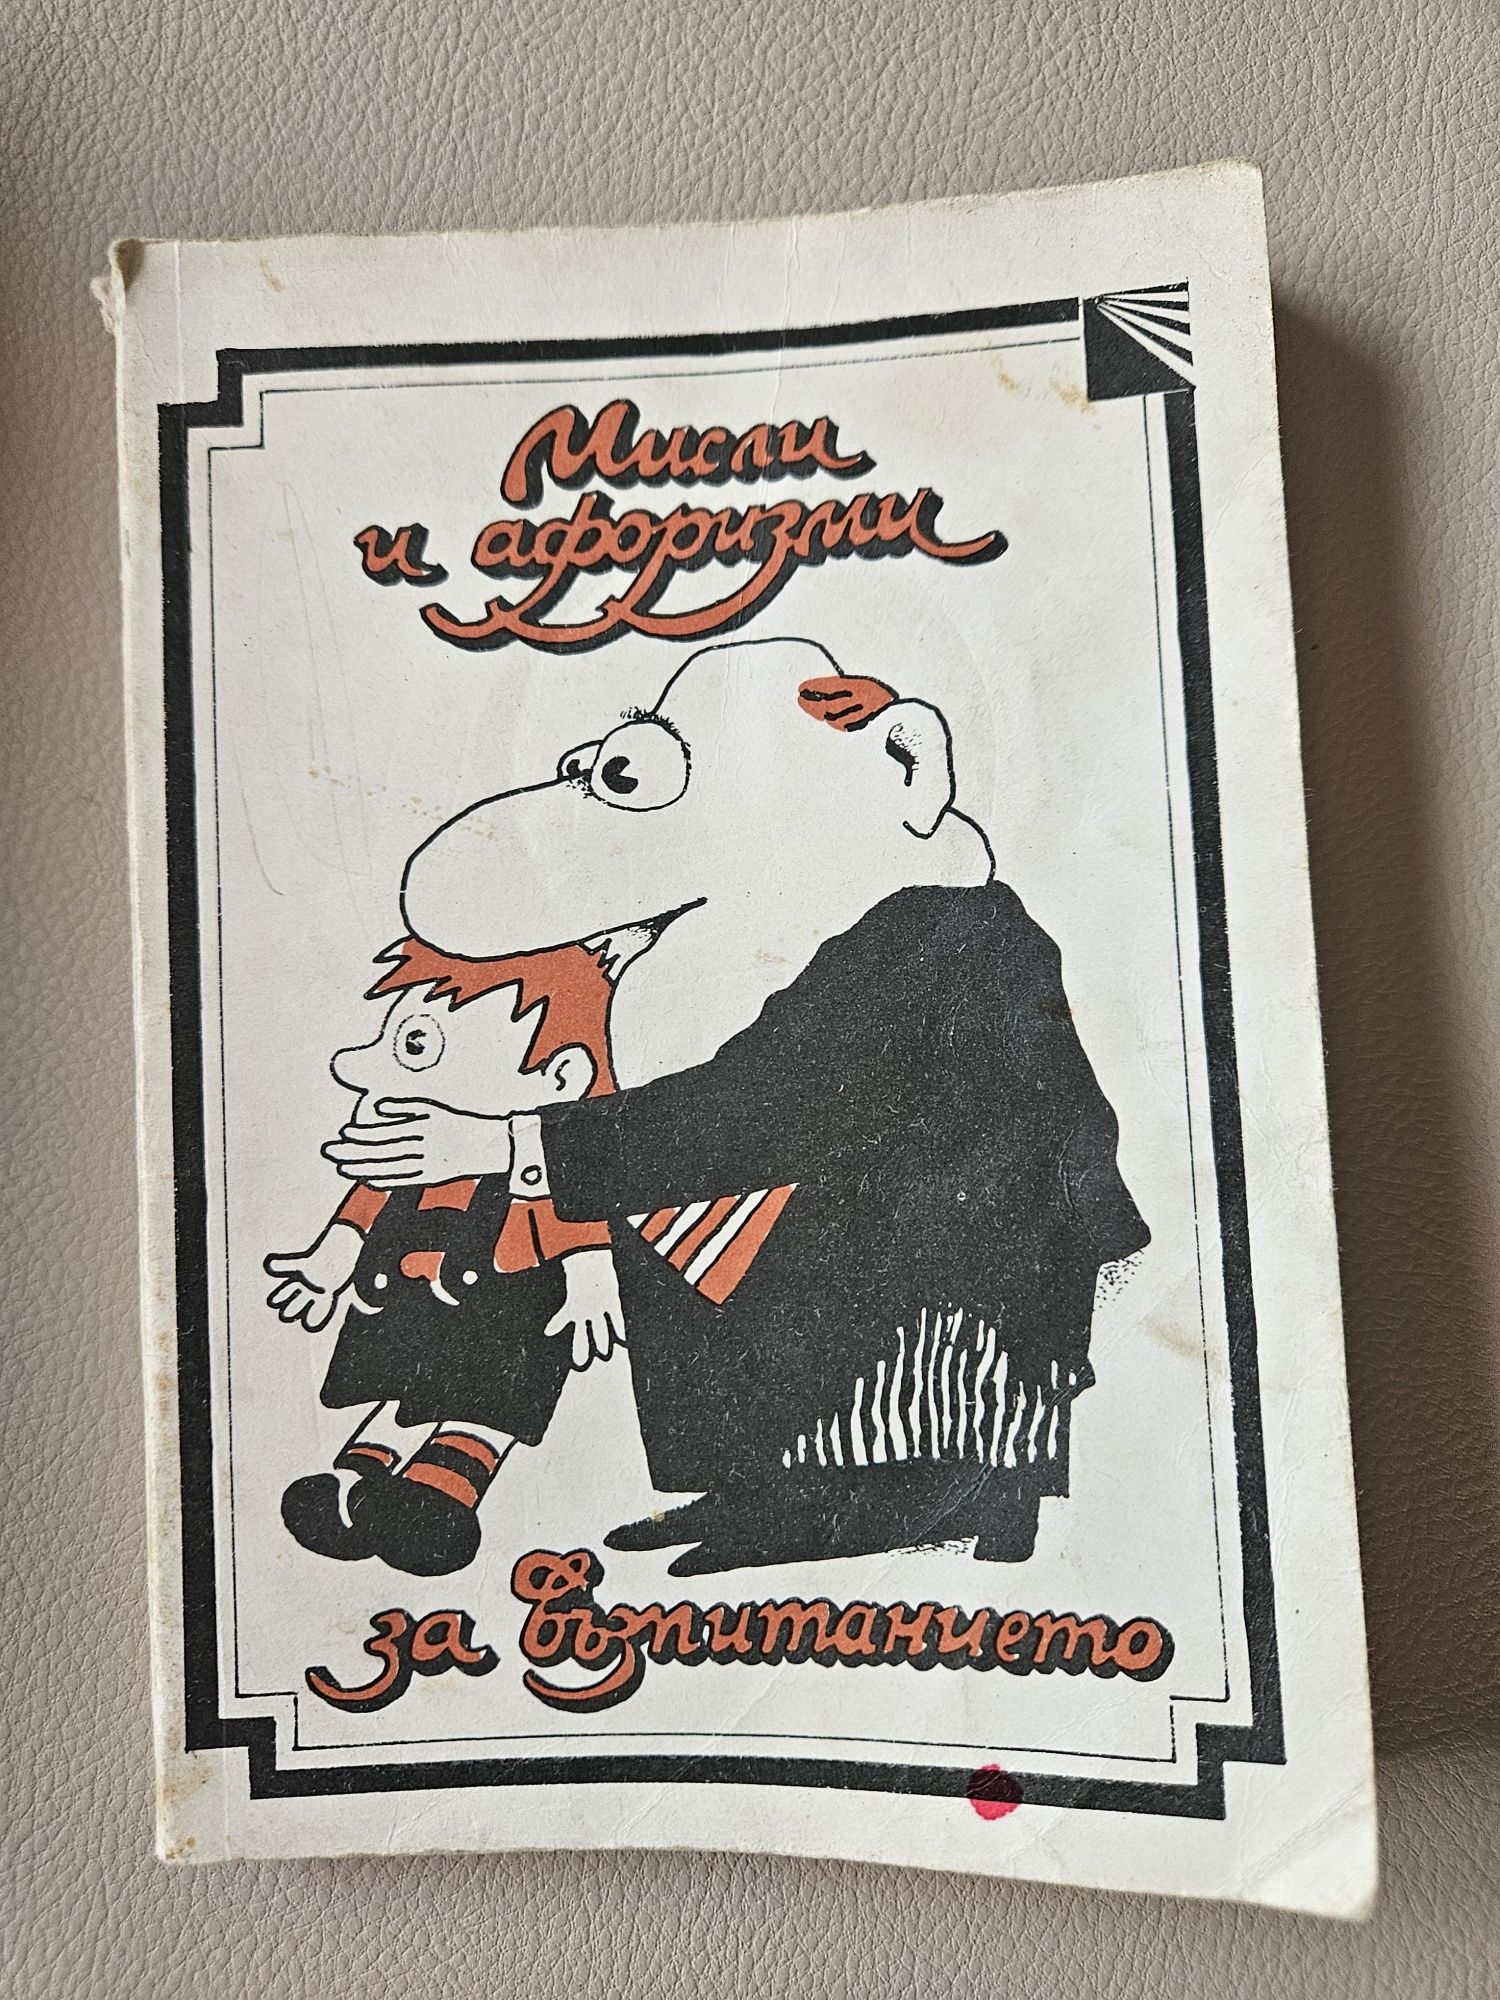 Мисли
и афоризми
за възпитанието